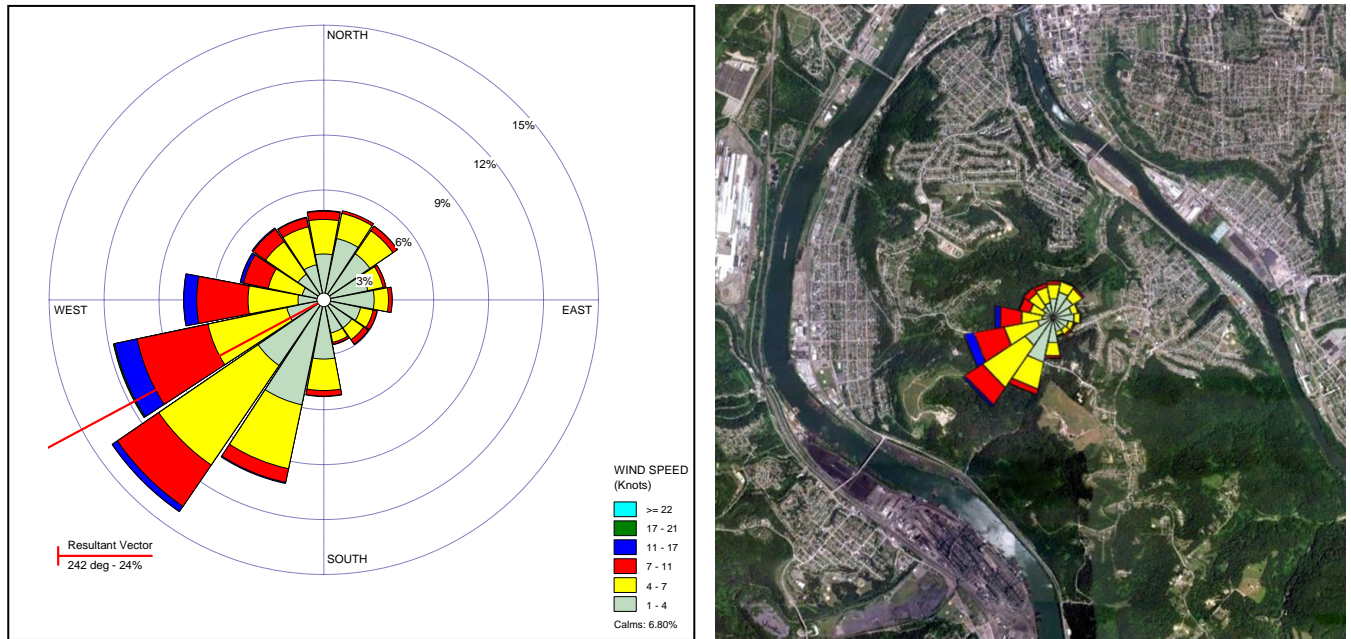 NORTH
15%
12%
9%
6%
3%
WEST
EAST
SOUTH
WIND SPEED
(Knots)
>= 22
17 - 21
11 - 17
7 - 11
4 - 7
1 - 4
Calms: 6.80%
Resultant Vector
242 deg - 24%